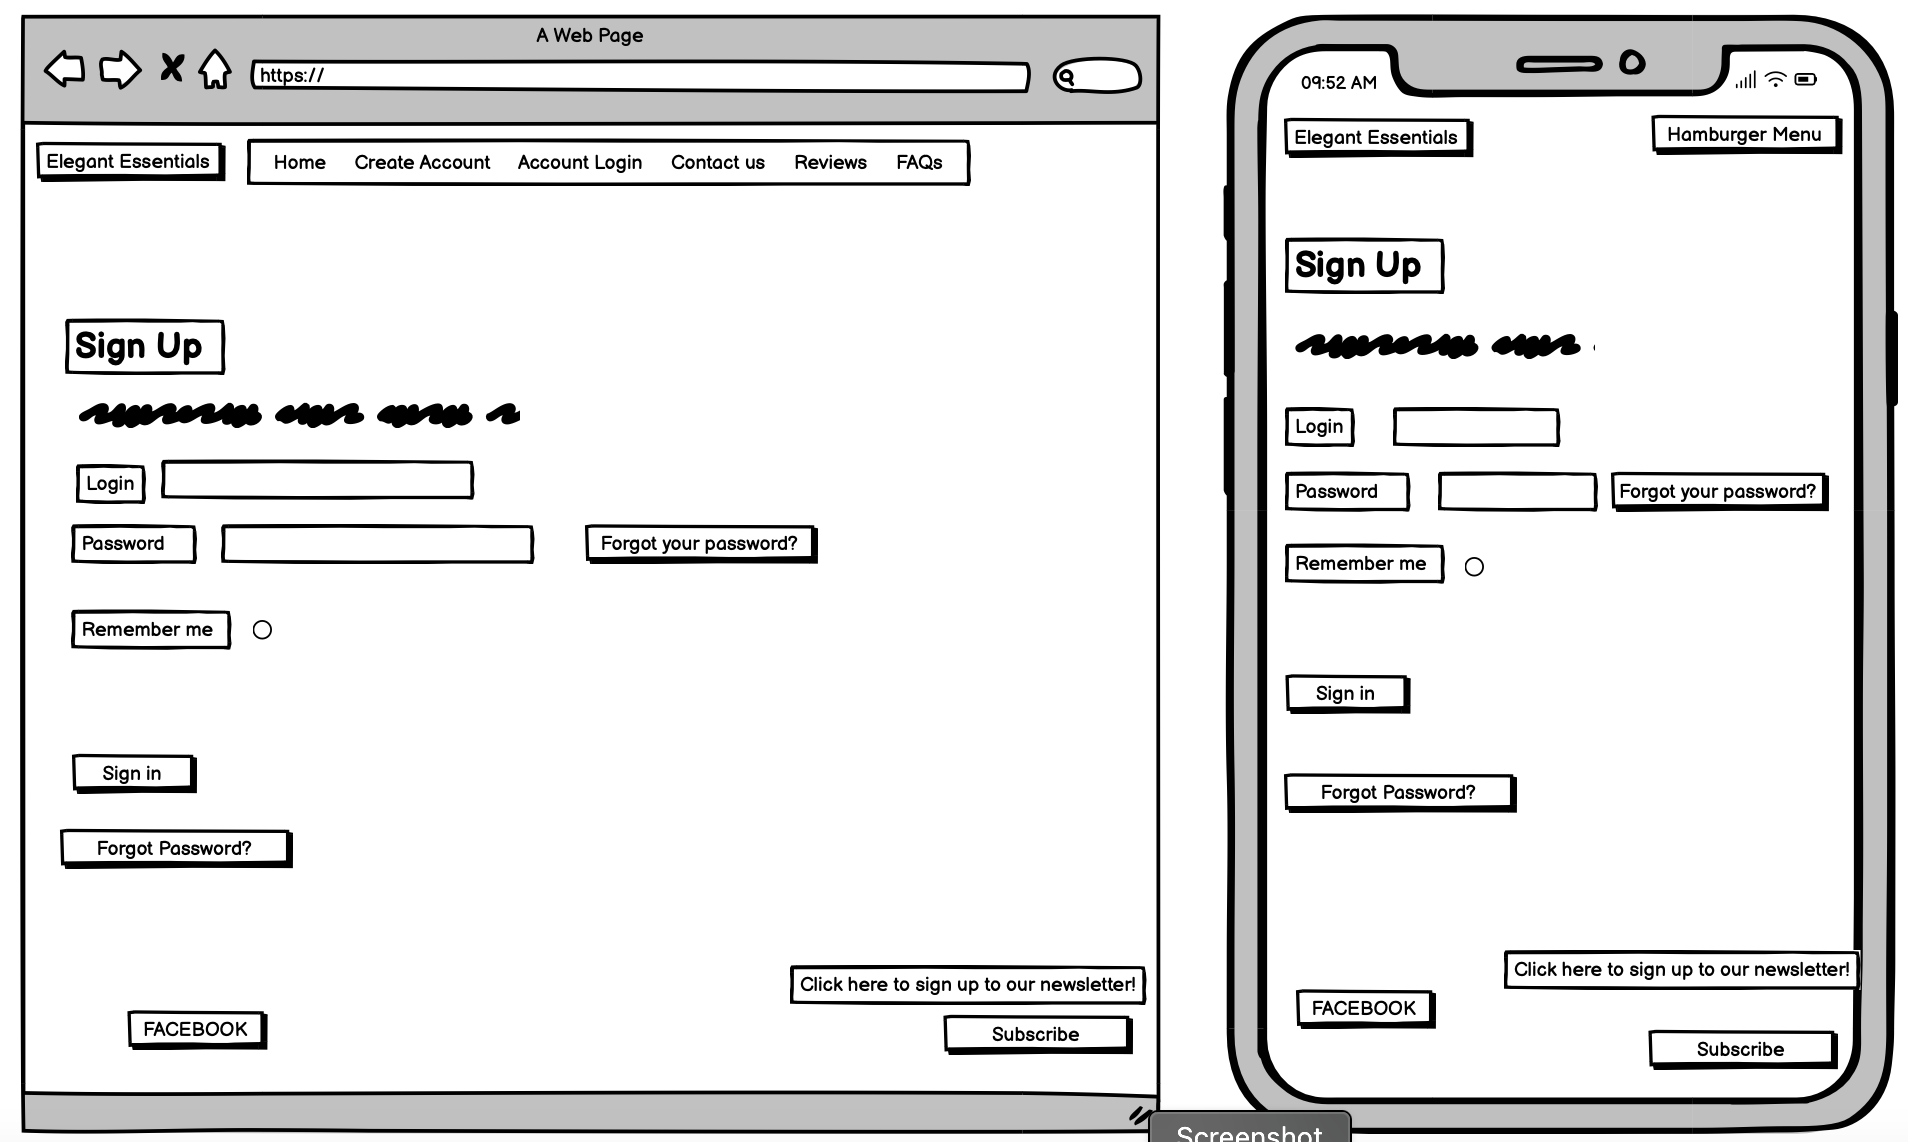 A Web Page
https://
Elegant Essentials
Home Create Account Account Login Contact us Reviews FAQs
Sign Up
Login
Password
Forgot your password?
Remember me
Sign in
Forgot Password?
Click here to sign up to our newsletter!
FACEBOOK
Subscribe
09:52 AM
Elegant Essentials
Hamburger Menu
Sign Up
Login
Password
Forgot your password?
Remember me
Sign in
Forgot Password?
Click here to sign up to our newsletter!
FACEBOOK
Subscribe
Screenshot